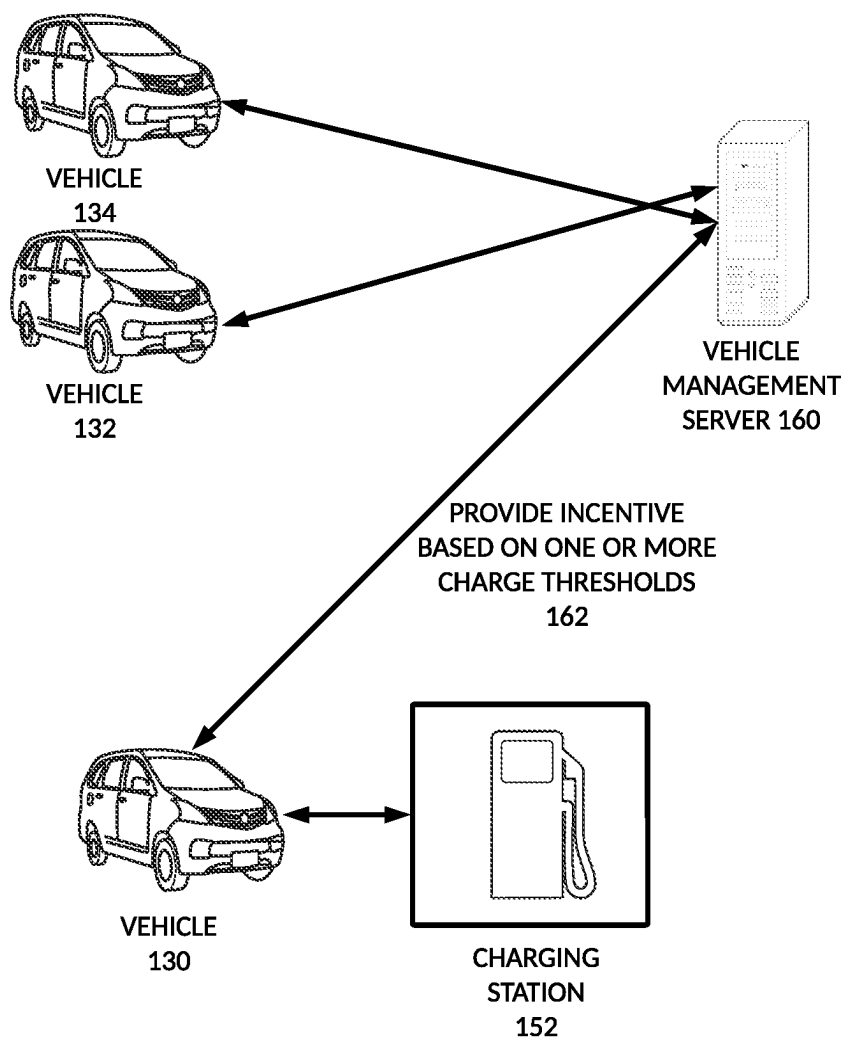 VEHICLE
134
VEHICLE
132
VEHICLE
MANAGEMENT
SERVER 160
PROVIDE INCENTIVE
BASED ON ONE OR MORE
CHARGE THRESHOLDS
162
VEHICLE
130
CHARGING
STATION
152